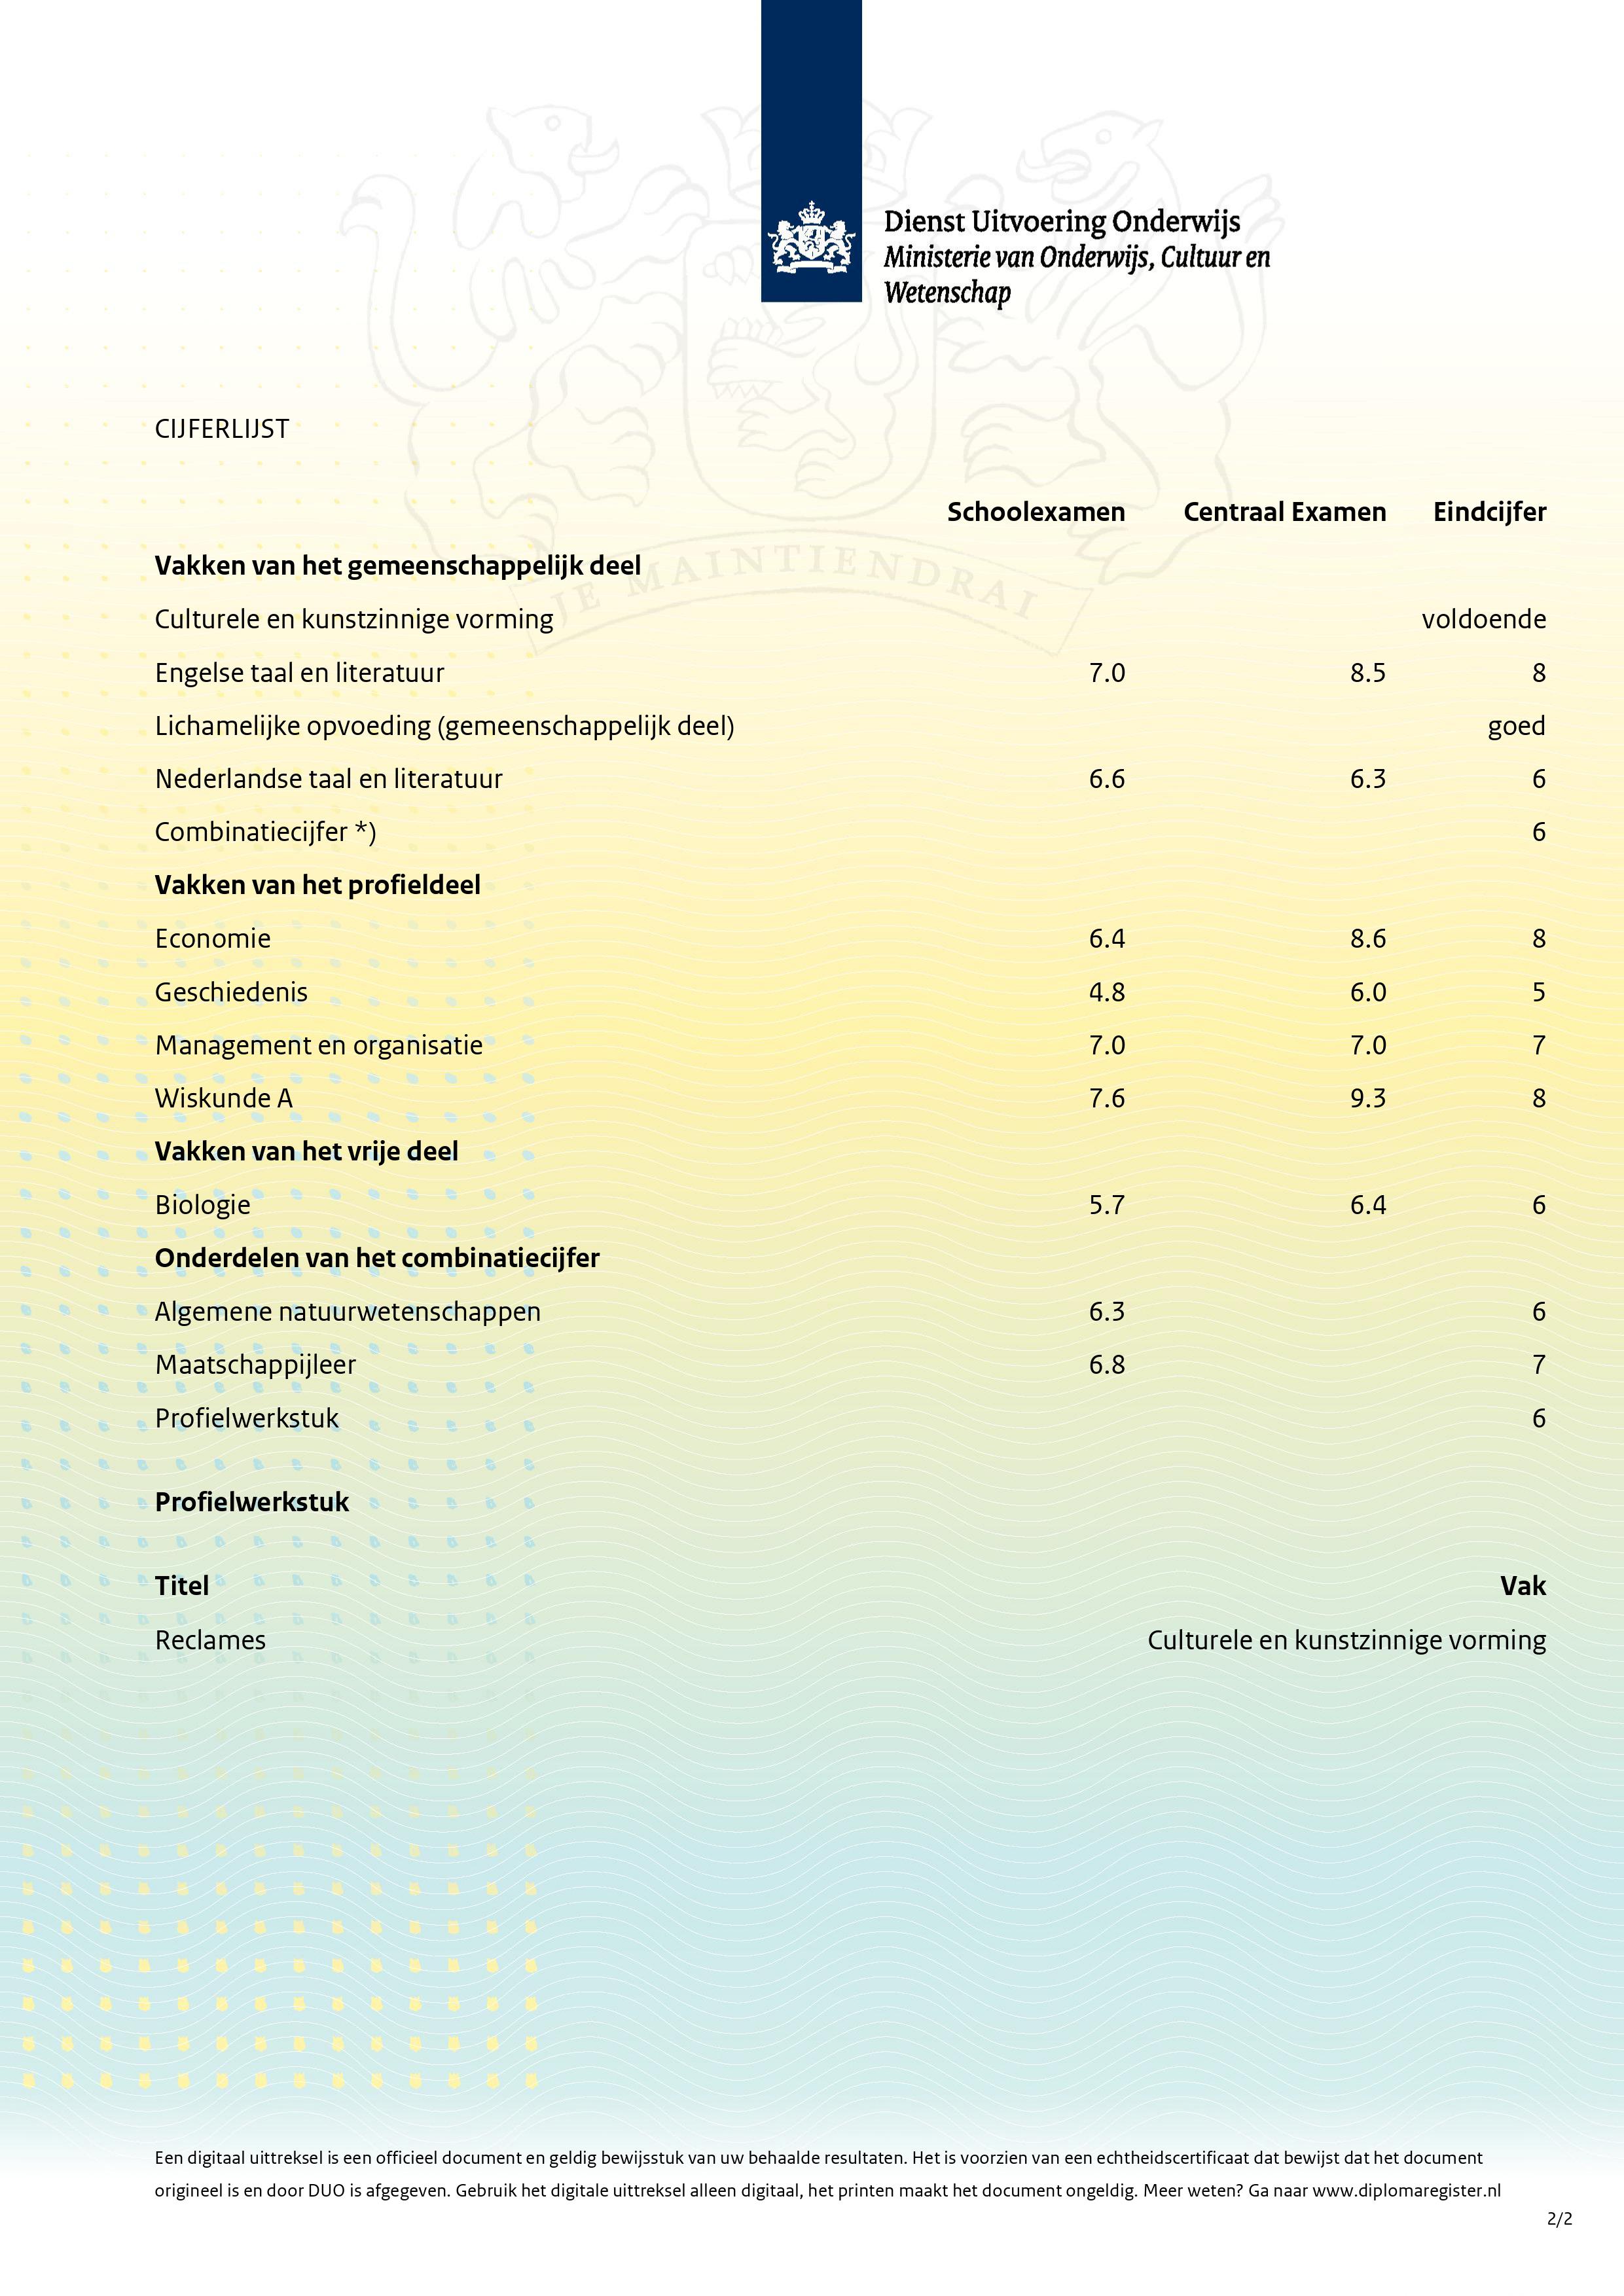 Dienst Uitvoering Onderwijs
Ministerie van Onderwijs, Cultuur en
Wetenschap
CIJFERLIJST
Schoolexamen Centraal Examen Eindcijfer
Vakken van het gemeenschappelijk deel
JE MAINTIENDRAI
Culturele en kunstzinnige vorming voldoende
Engelse taal en literatuur 7.0 8.5 8
Lichamelijke opvoeding (gemeenschappelijk deel) goed
Nederlandse taal en literatuur 6.6 6.3 6
Combinatiecijfer *) 6
Vakken van het profieldeel
Economie 6.4 8.6 8
Geschiedenis 4.8 6.0 5
Management en organisatie 7.0 7.0 7
Wiskunde A 7.6 9.3 8
Vakken van het vrije deel
Biologie 5.7 6.4 6
Onderdelen van het combinatiecijfer
Algemene natuurwetenschappen 6.3 6
Maatschappijleer 6.8 7
Profielwerkstuk 6
Profielwerkstuk
Titel Vak
Reclames Culturele en kunstzinnige vorming
Een digitaal uittreksel is een officieel document en geldig bewijsstuk van uw behaalde resultaten. Het is voorzien van een echtheidscertificaat dat bewijst dat het document
origineel is en door DUO is afgegeven. Gebruik het digitale uittreksel alleen digitaal, het printen maakt het document ongeldig. Meer weten? Ga naar www.diplomaregister.nl
2/2